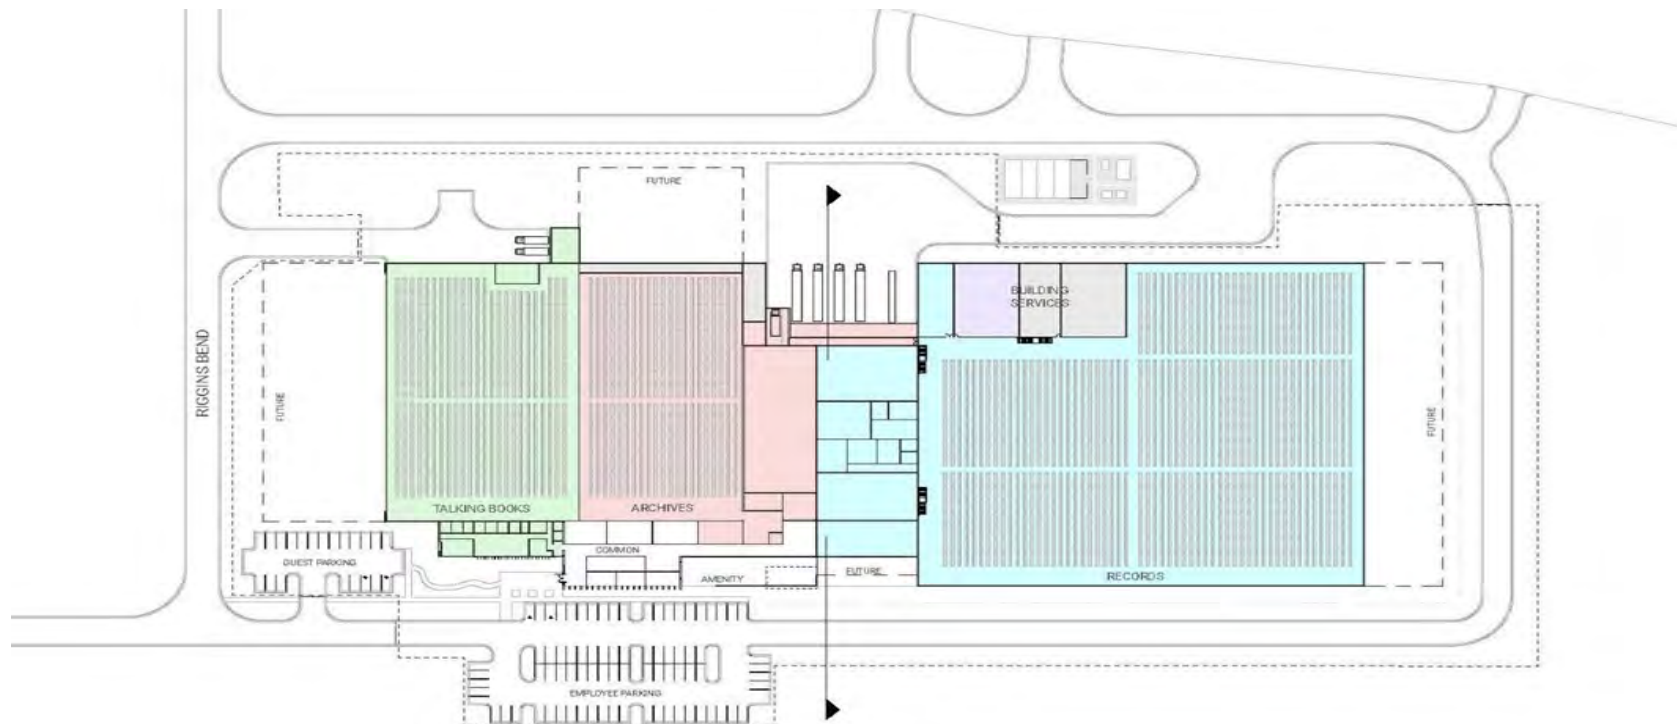 FUTURE
BUILDING
SERVICES
RIGGINS BEND
FUTURE
FUTURE
TALKING BOOKS
ARCHIVES
COMMON
GUEST PARKING
AMENITY
FUTURE
RECORDS
EMPLOYEE PARKING